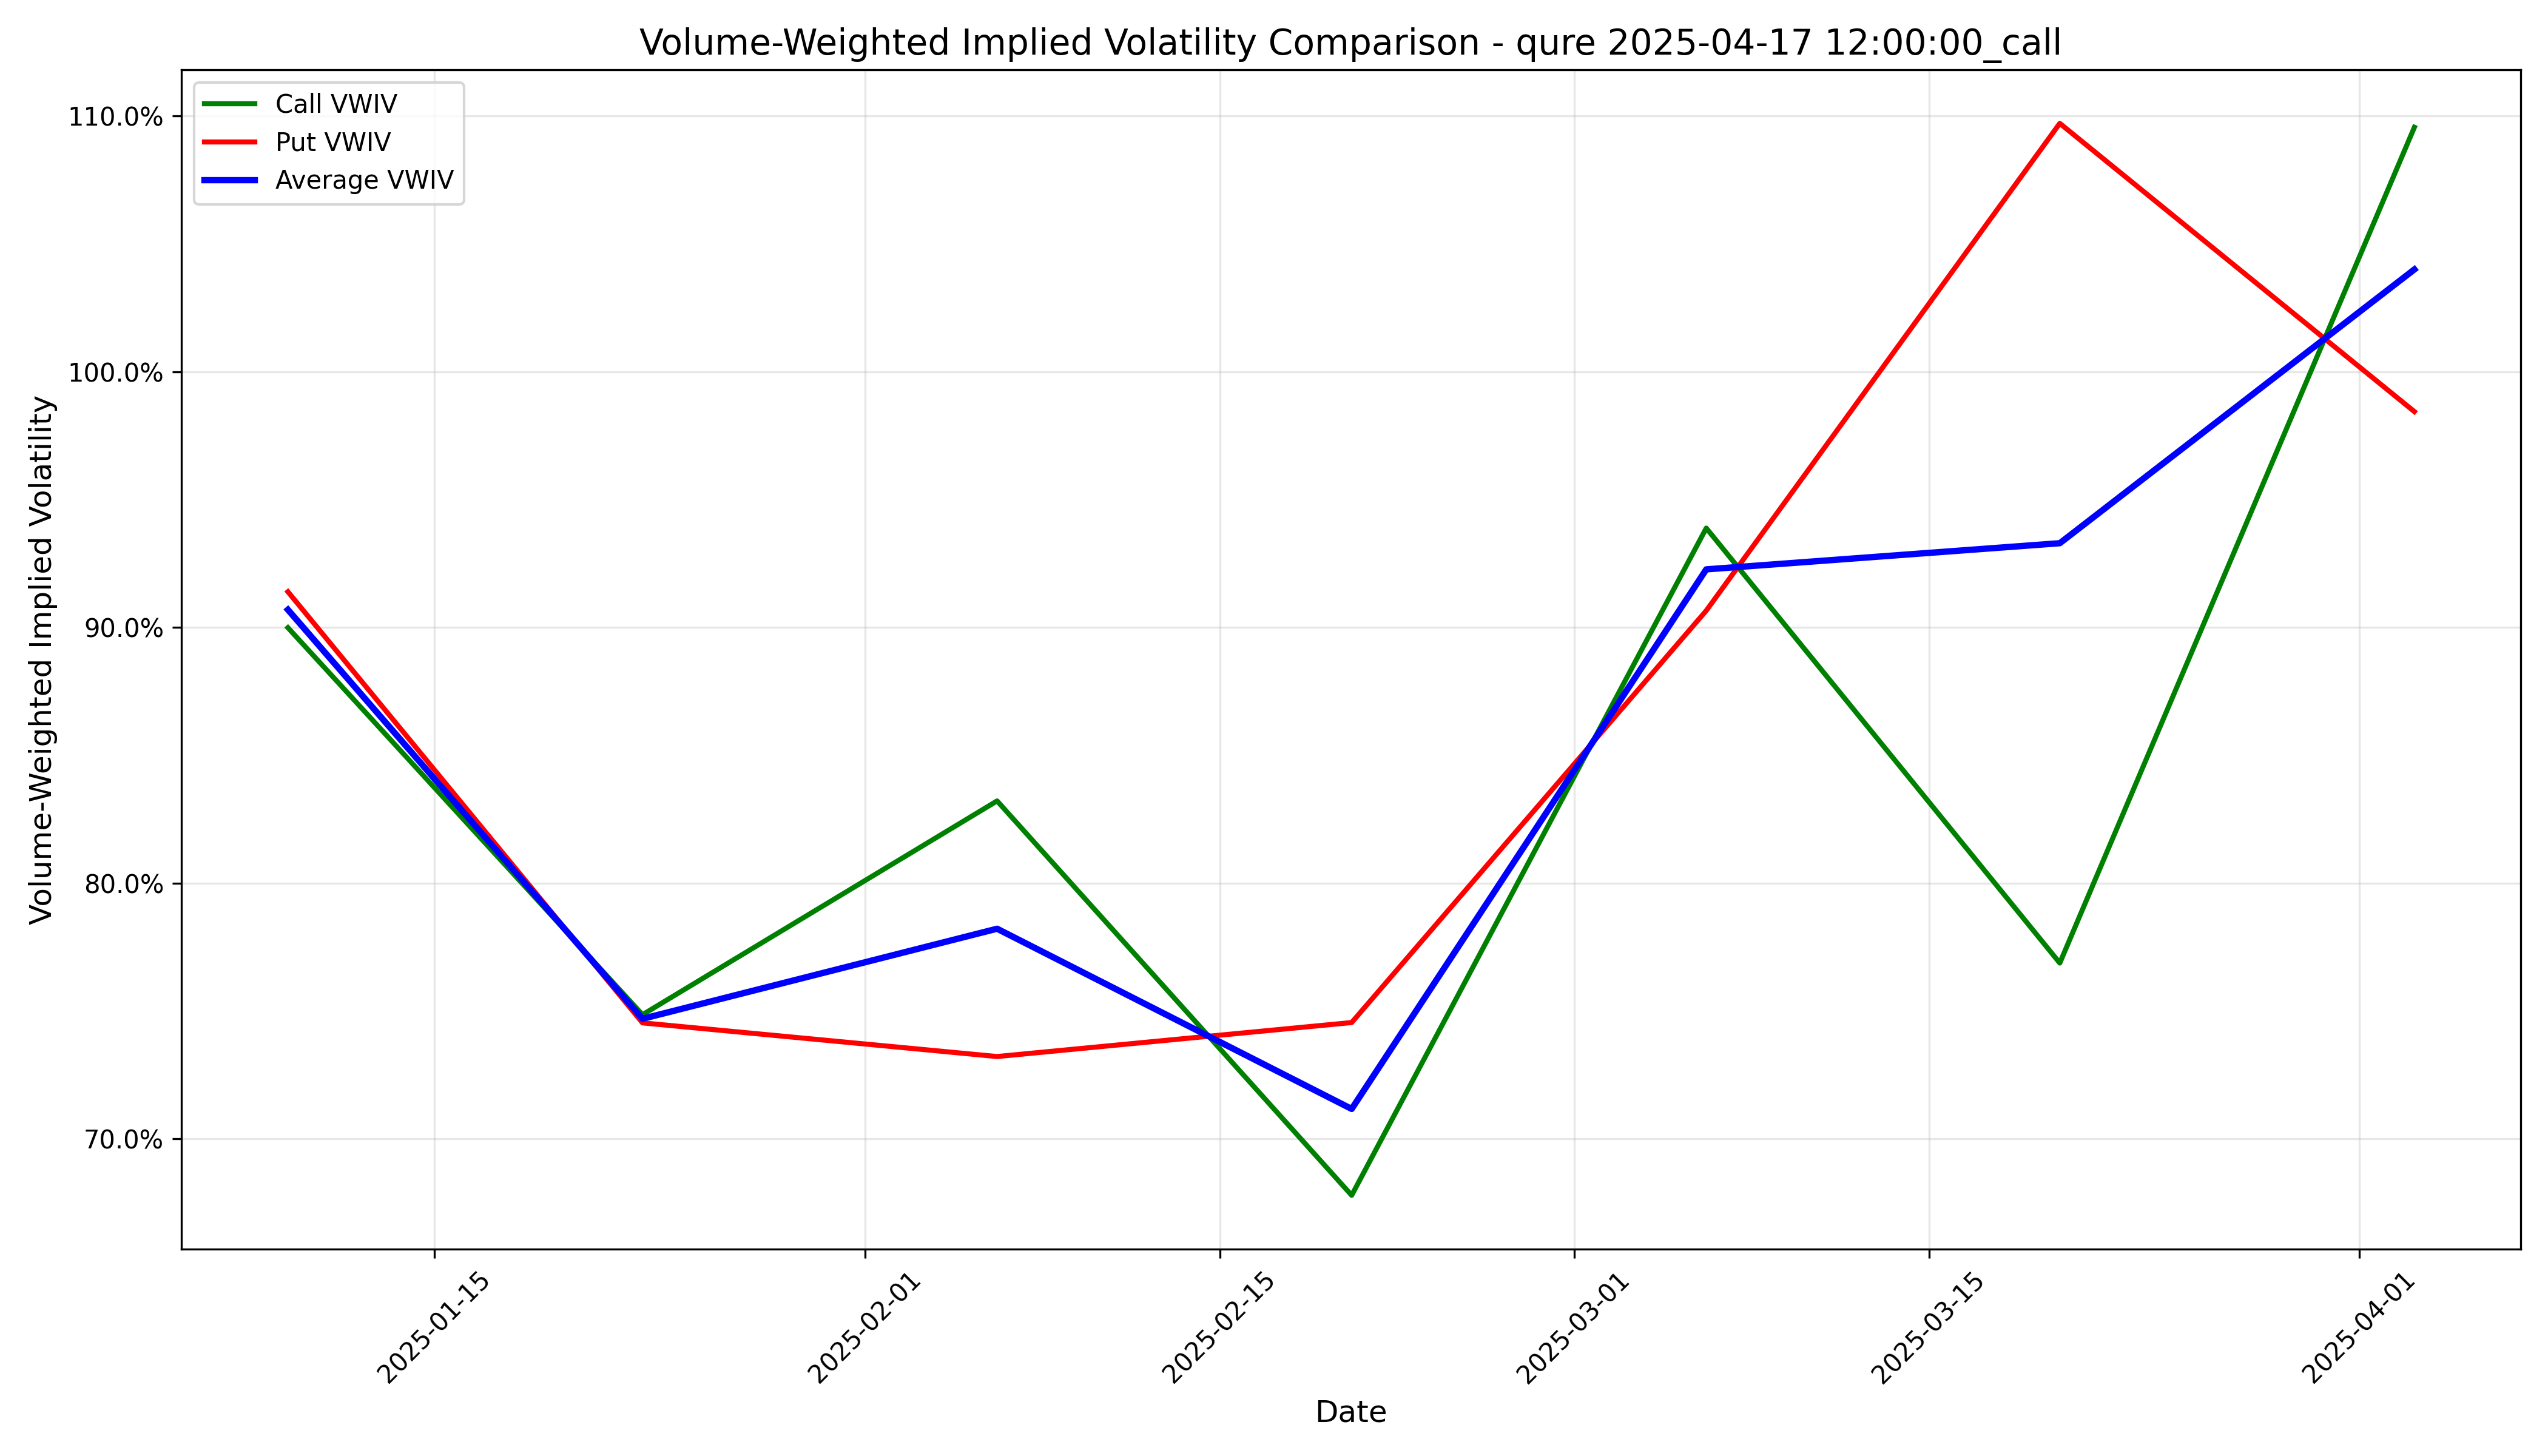 Volume-Weighted Implied Volatility Comparison - qure 2025-04-17 12:00:00_call
Call VWIV
Put VWIV
Average VWIV
Volume-Weighted Implied Volatility
110.0%
100.0%
90.0%
80.0%
70.0%
2025-01-15
2025-02-01
2025-02-15
2025-03-01
2025-03-15
2025-04-01
Date